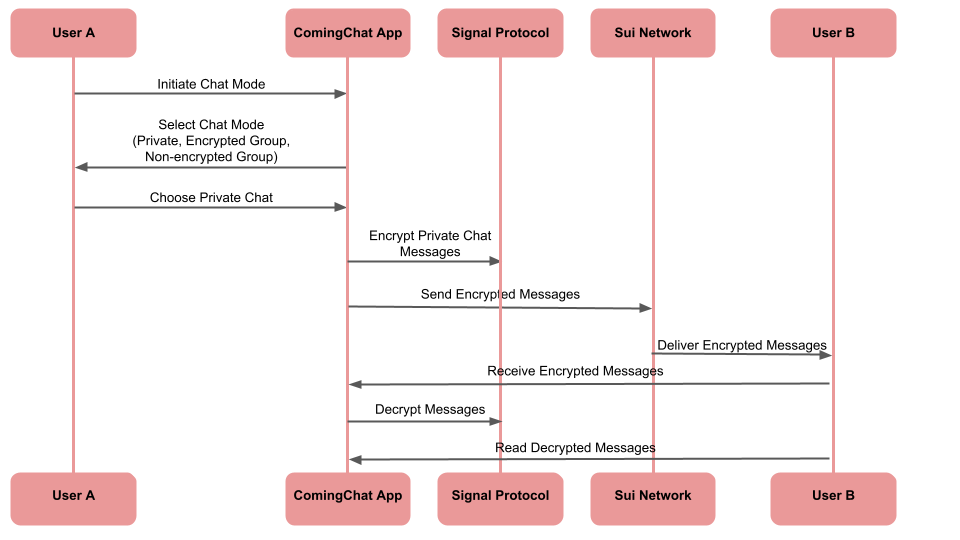 User A
ComingChat App
Signal Protocol
Sui Network
User B
Initiate Chat Mode
Select Chat Mode
(Private, Encrypted Group,
Non-encrypted Group)
Choose Private Chat
Encrypt Private Chat
Messages
Send Encrypted Messages
Deliver Encrypted Messages
Receive Encrypted Messages
Decrypt Messages
Read Decrypted Messages
User A
ComingChat App
Signal Protocol
Sui Network
User B